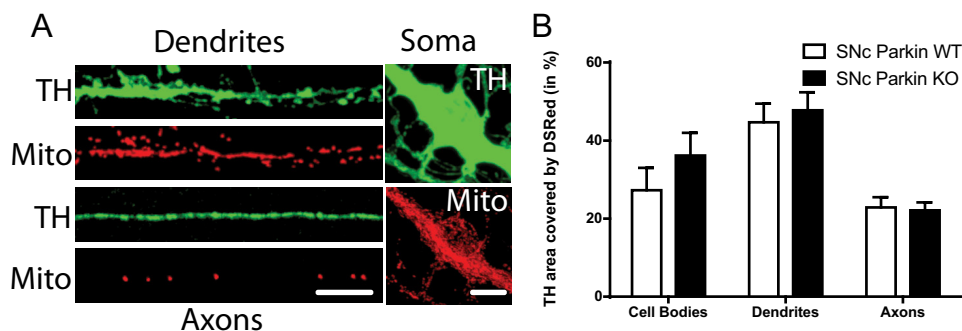 A
Dendrites
Soma
TH
TH
Mito
TH
Mito
Mito
Axons
B
SNc Parkin WT
SNc Parkin KO
TH area covered by DSRed (in %)
60
40
20
0
Cell Bodies
Dendrites
Axons